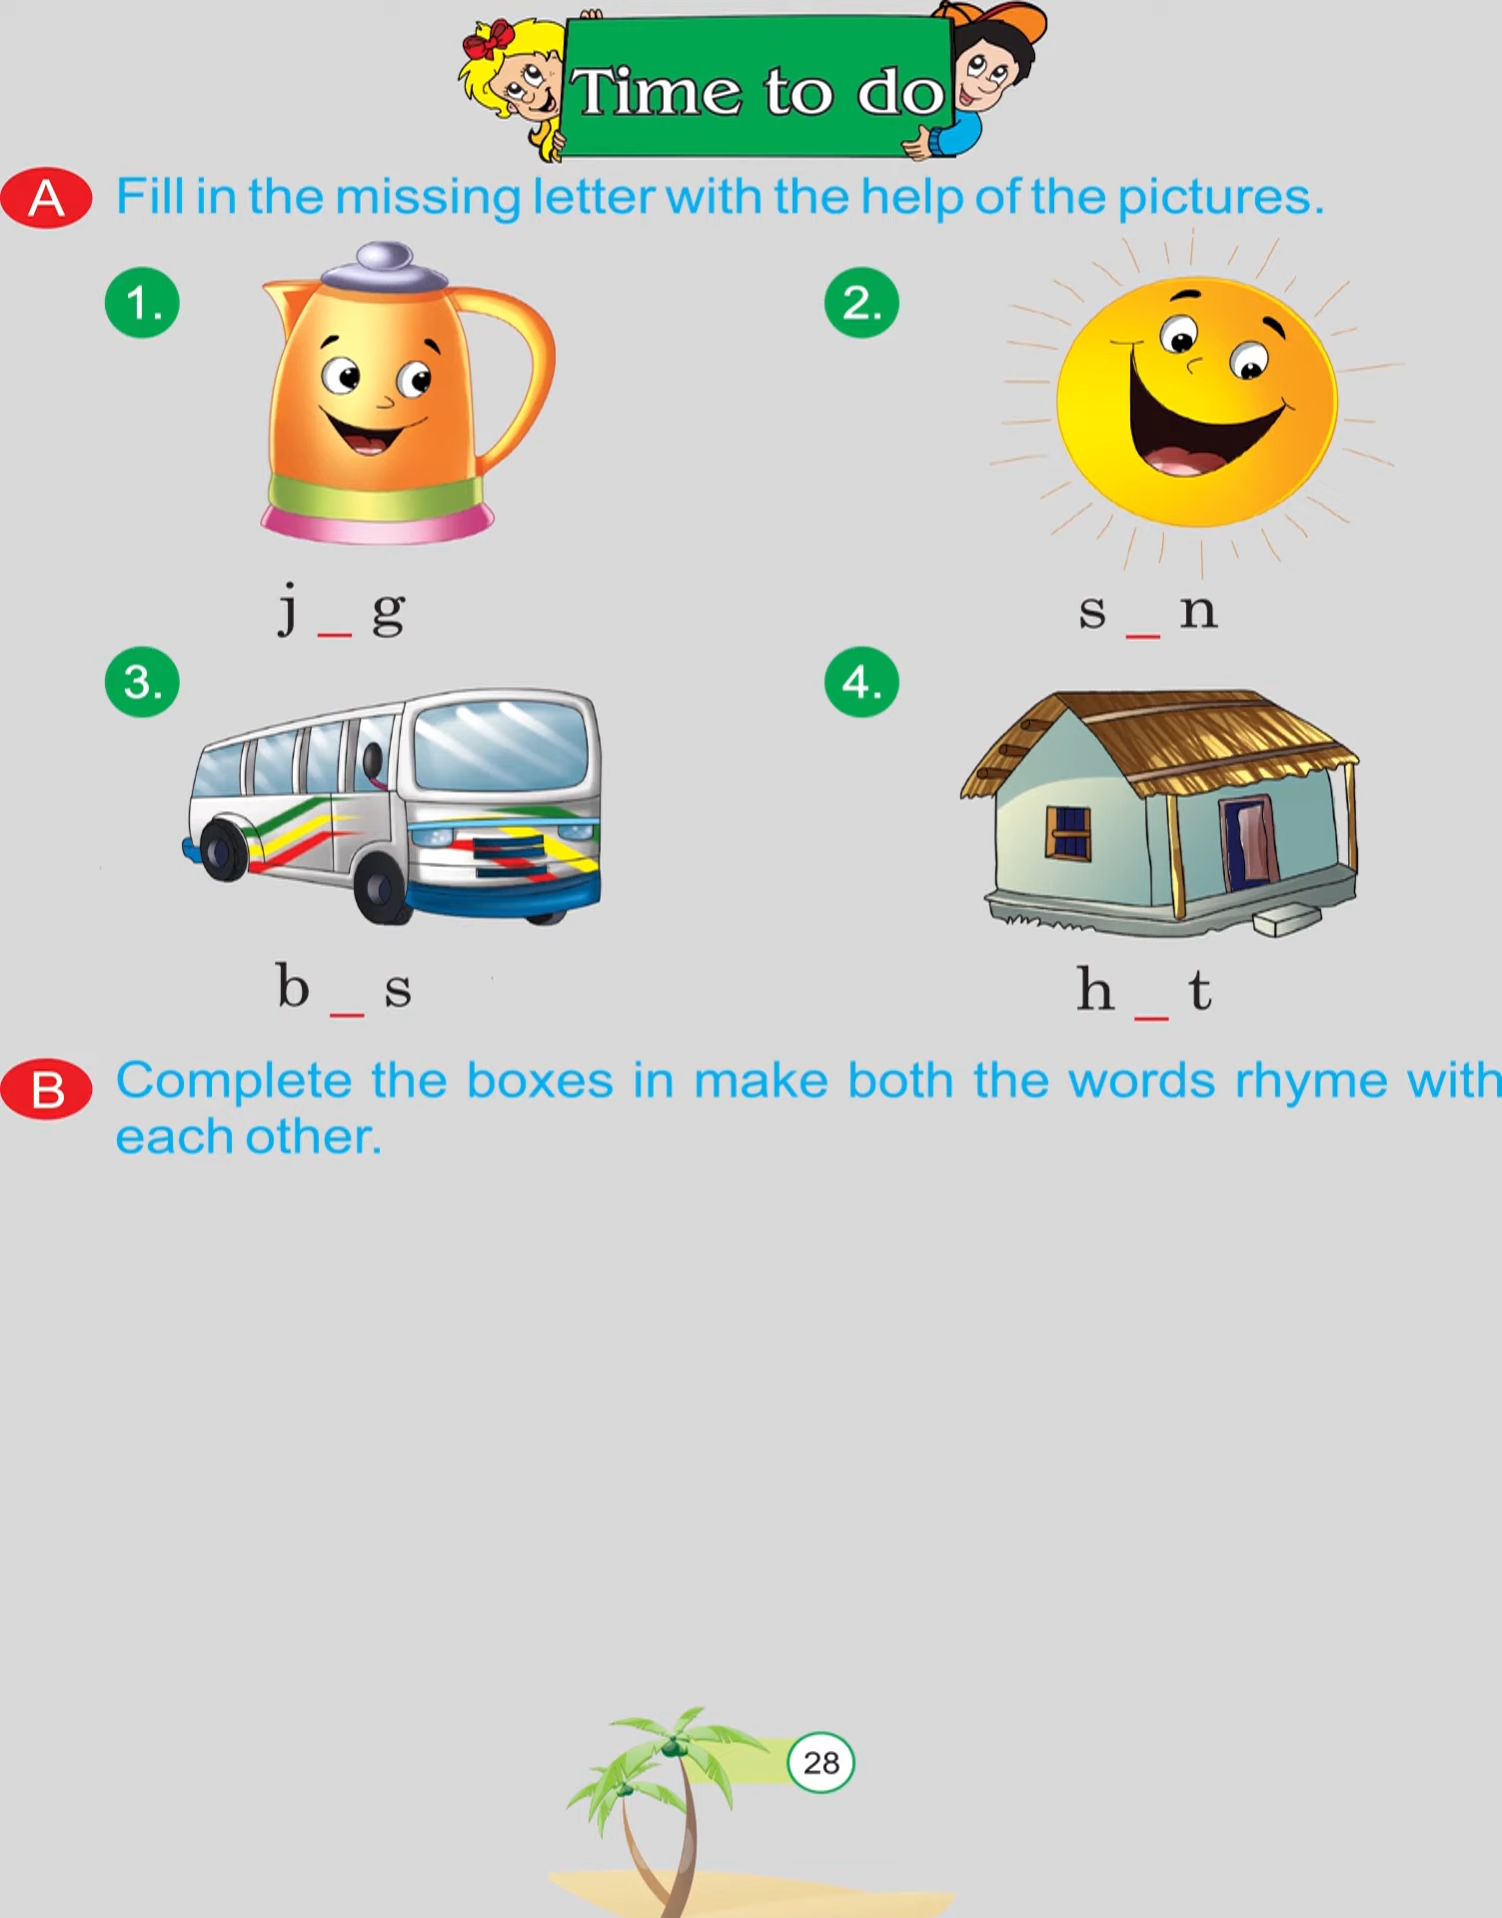 Time to do
A Fill in the missing letter with the help of the pictures.
1. 2.
j _ g s _ n
3. 4.
b _ s h _ t
B Complete the boxes in make both the words rhyme with
each other.
28